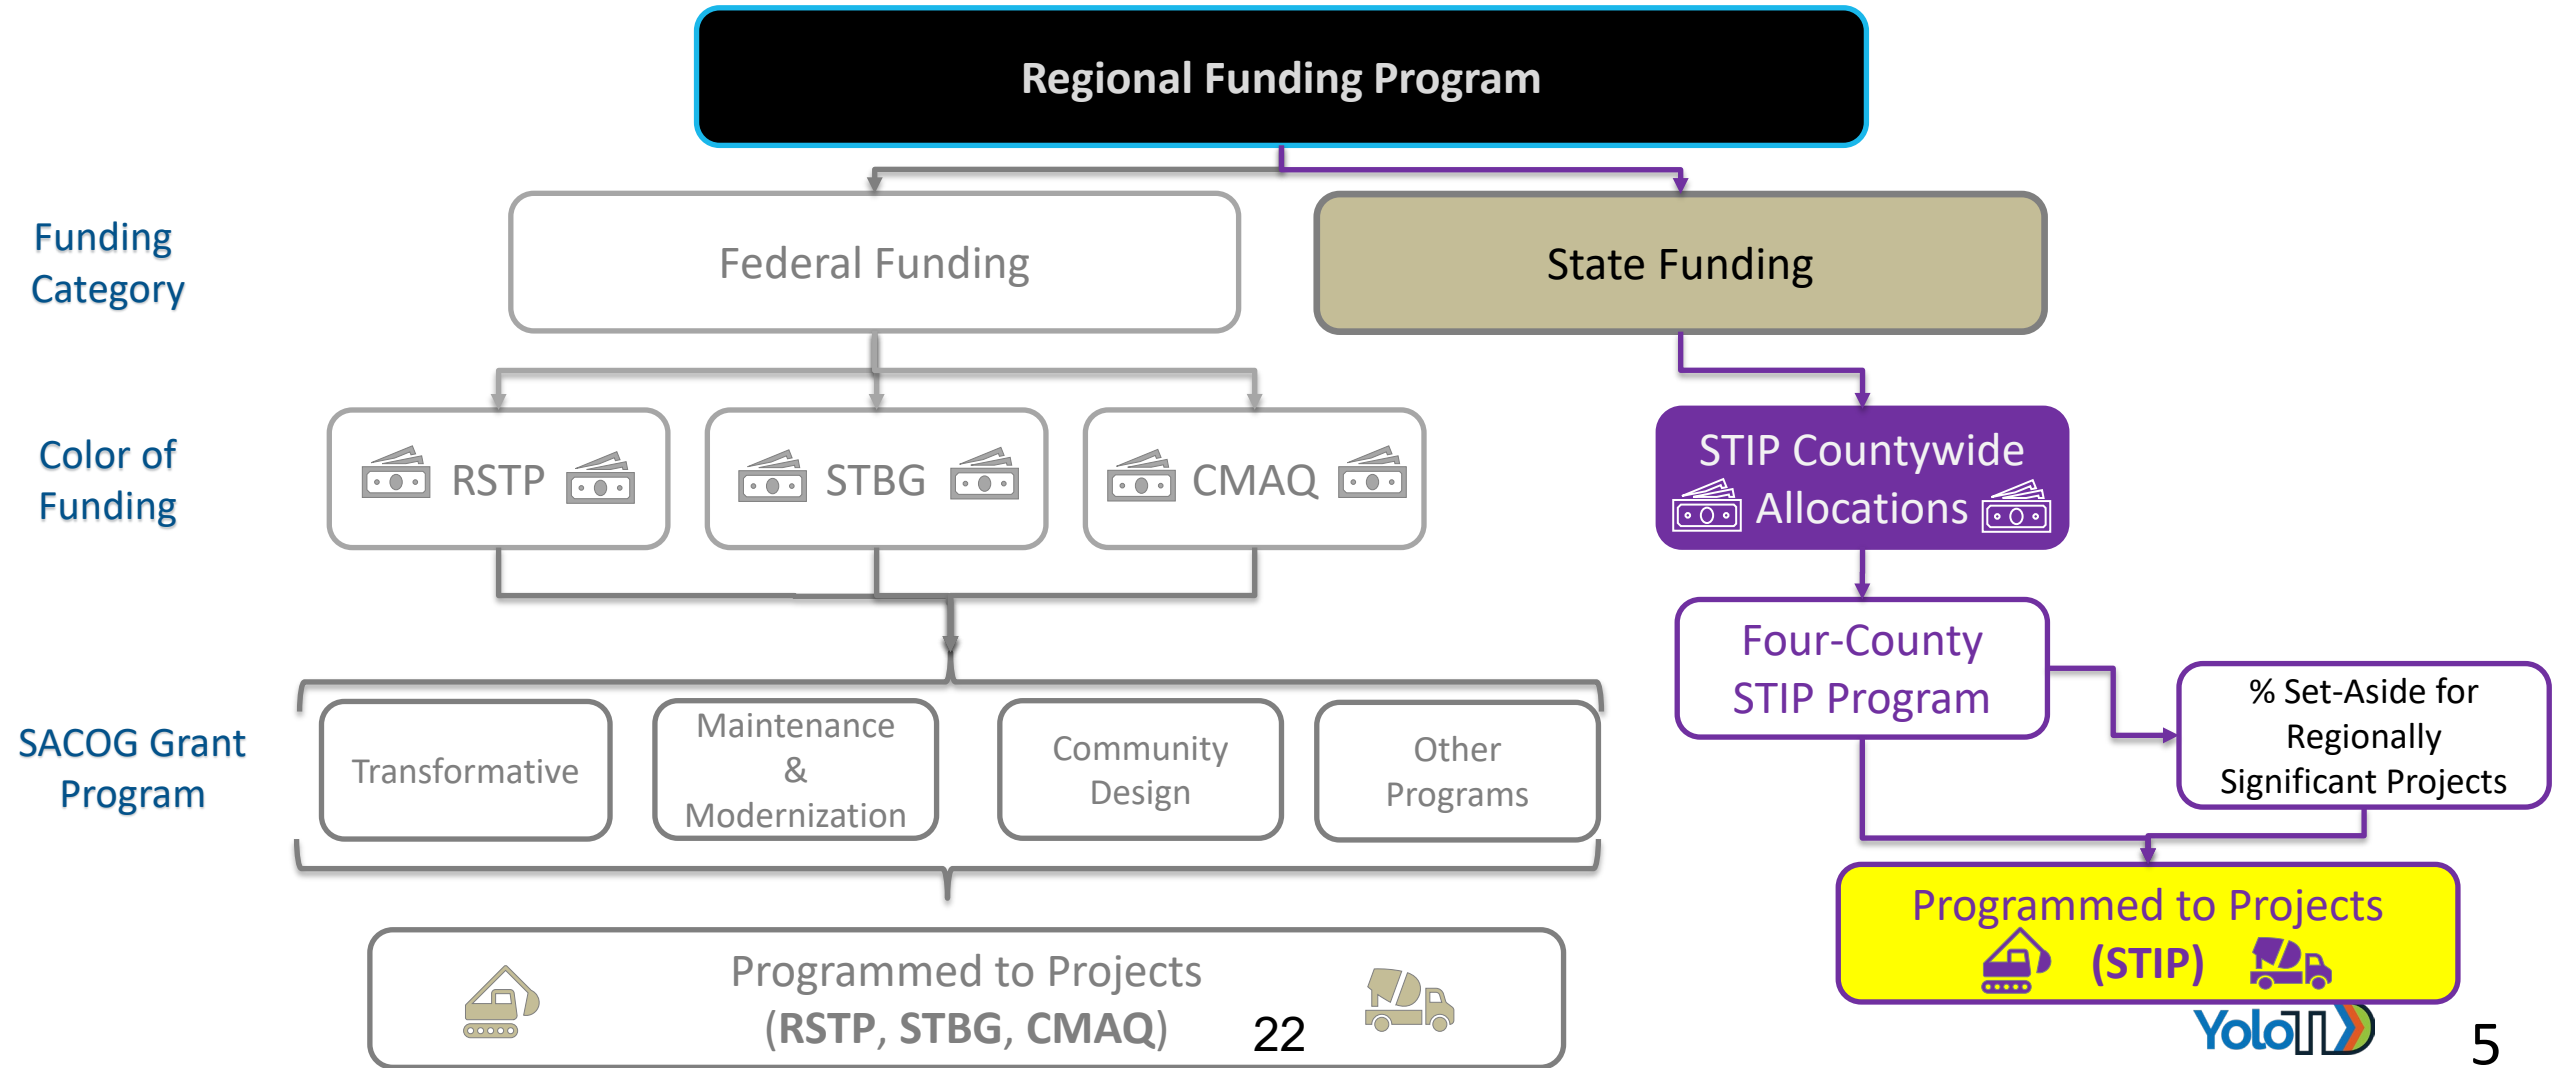 Regional Funding Program
Funding
Category
Federal Funding
State Funding
Color of
Funding
RSTP
STBG
CMAQ
STIP Countywide
Allocations
Four-County
STIP Program
% Set-Aside for
Regionally
Significant Projects
SACOG Grant
Program
Transformative
Maintenance
&
Modernization
Community
Design
Other
Programs
Programmed to Projects
(STIP)
Programmed to Projects
(RSTP, STBG, CMAQ)
22
YoloTD
5